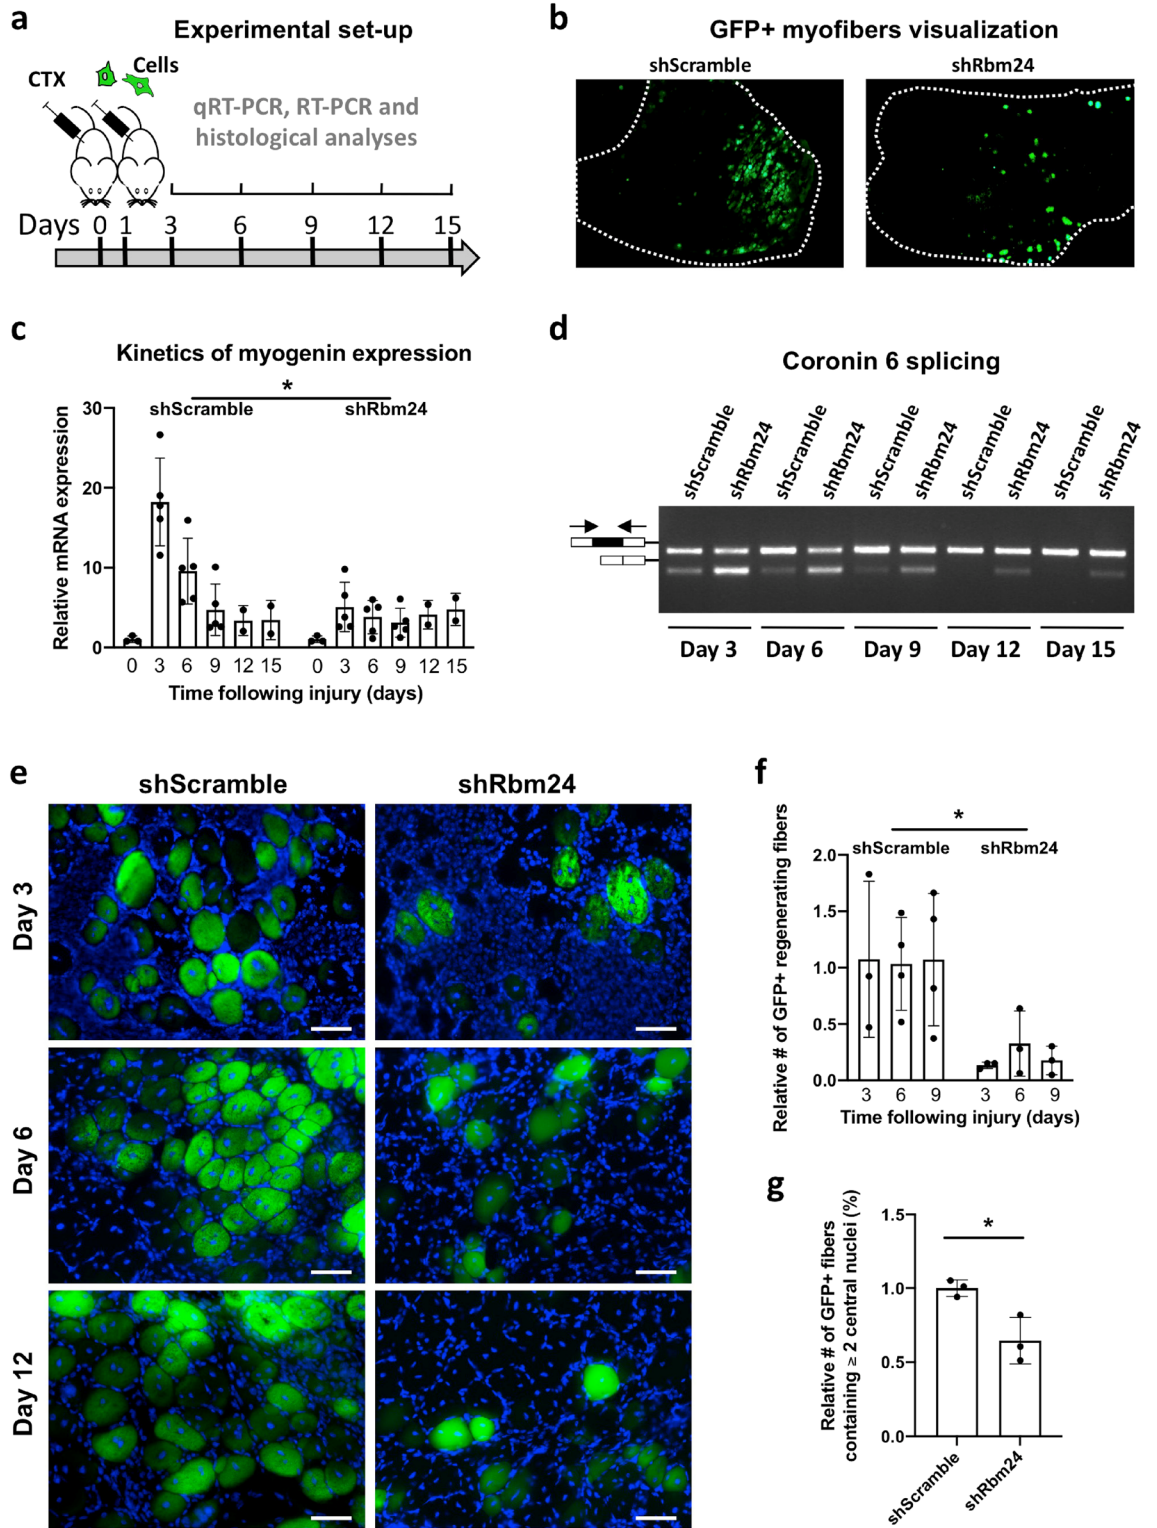 a
Experimental set-up
CTX
Cells
qRT-PCR, RT-PCR and
histological analyses
Days 0 1 3 6 9 12 15
b
GFP+ myofibers visualization
shScramble
shRbm24
c
Kinetics of myogenin expression
*
shScramble
shRbm24
Relative mRNA expression
30
20
10
0
0 3 6 9 12 15 0 3 6 9 12 15
Time following injury (days)
d
Coronin 6 splicing
shScramble
shRbm24
shScramble
shRbm24
shScramble
shRbm24
shScramble
shRbm24
shScramble
shRbm24
Day 3
Day 6
Day 9
Day 12
Day 15
e
shScramble
shRbm24
Day 3
Day 6
Day 12
f
*
shScramble
shRbm24
Relative # of GFP+ regenerating fibers
2.0
1.5
1.0
0.5
0.0
3 6 9 3 6 9
Time following injury (days)
g
Relative # of GFP+ fibers
containing ≥ 2 central nuclei (%)
*
1.5
1.0
0.5
0.0
shScramble
shRbm24